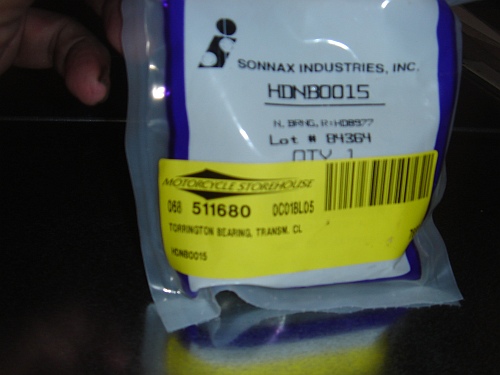 SONNAX INDUSTRIES, INC.
HDNB0015
N. BRNG, R:HD8977
Lot # 84364
QTY 1
MOTORCYCLE STOREHOUSE
068 511680 0C01BL05
TORRINGTON BEARING, TRANSM. CL
HDNB0015